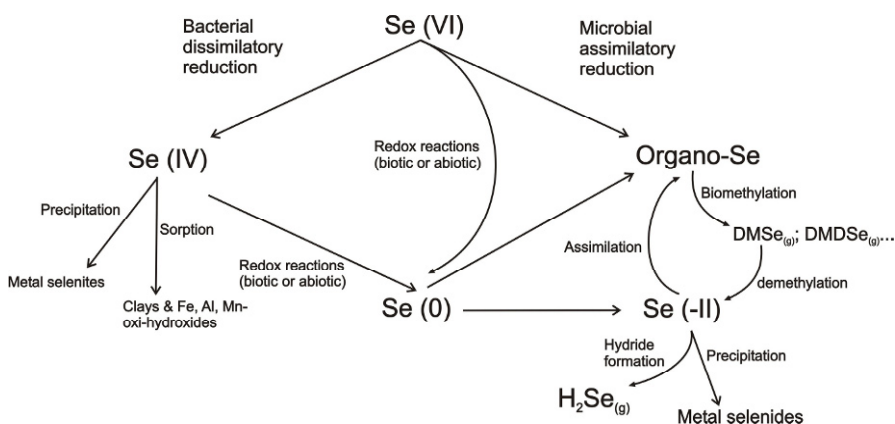 Bacterial
dissimilatory
reduction
Se (VI)
Microbial
assimilatory
reduction
Redox reactions
(biotic or abiotic)
Se (IV)
Organo-Se
Precipitation
Sorption
Biomethylation
Metal selenites
Clays & Fe, Al, Mn-
oxi-hydroxides
Redox reactions
(biotic or abiotic)
Assimilation
DMSe(g); DMDSe(g)...
demethylation
Se (0)
Se (-II)
Hydride
formation
Precipitation
H2Se(g)
Metal selenides